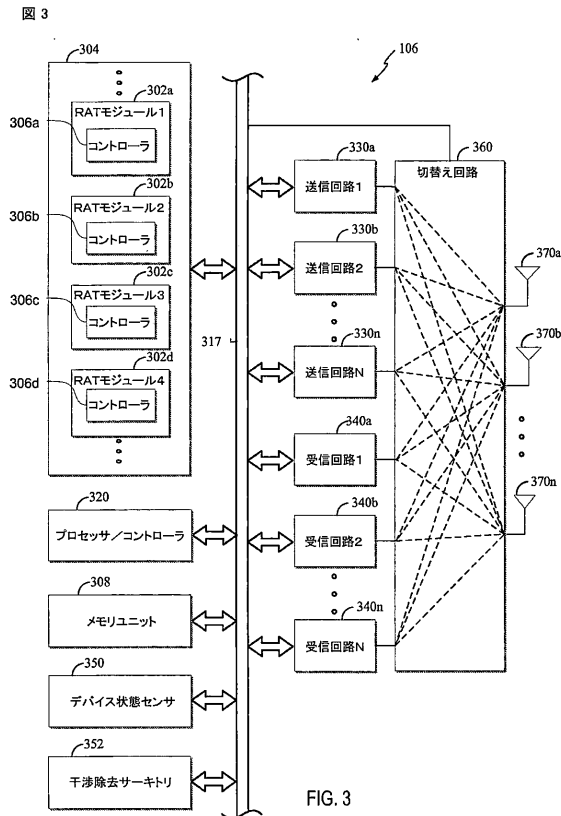 図 3
304
106
302a
RATモジュール1
306a
コントローラ
302b
RATモジュール2
306b
コントローラ
302c
RATモジュール3
306c
コントローラ
302d
RATモジュール4
306d
コントローラ
317
320
プロセッサ/コントローラ
308
メモリユニット
350
デバイス状態センサ
352
干渉除去サーキトリ
330a
送信回路1
330b
送信回路2
330n
送信回路N
340a
受信回路1
340b
受信回路2
340n
受信回路N
360
切替え回路
370a
370b
370n
FIG. 3